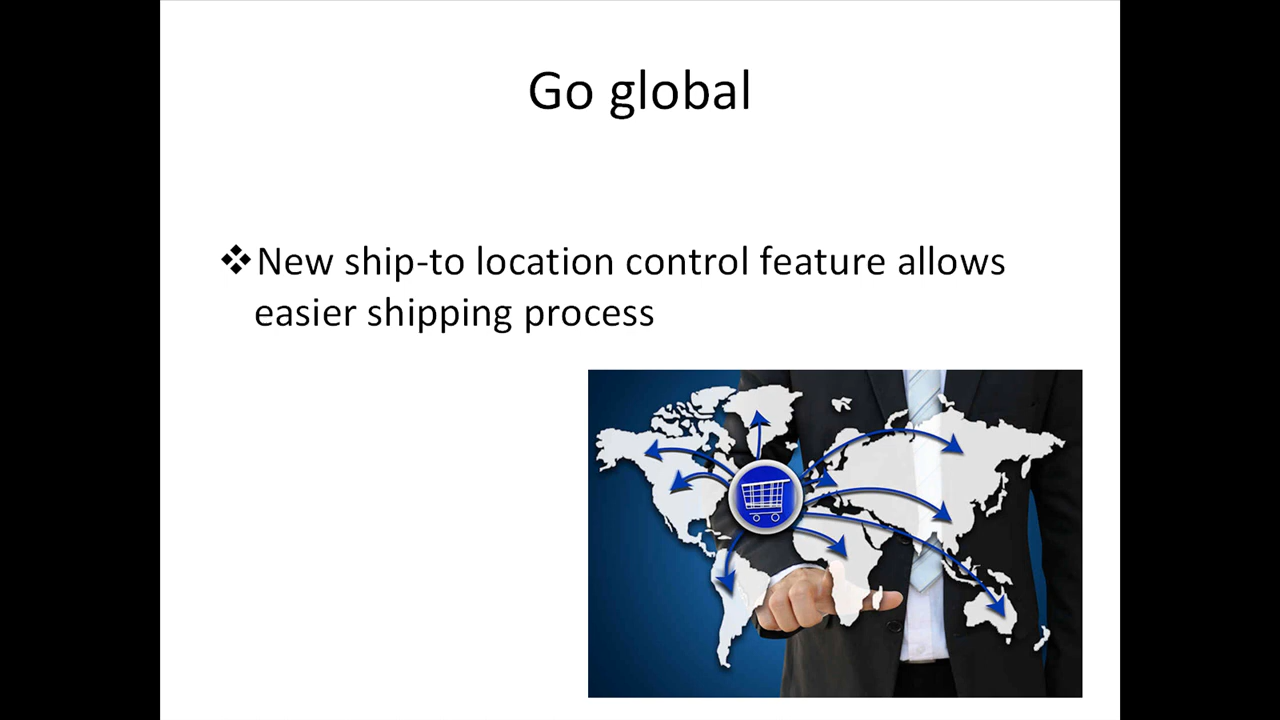 Go global
❖New ship-to location control feature allows
easier shipping process